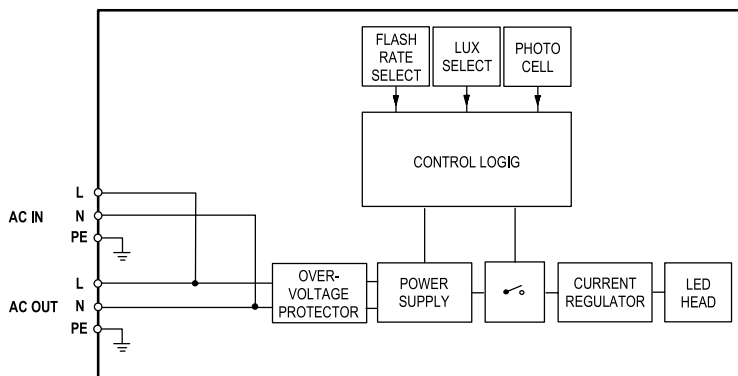 FLASH
RATE
SELECT
LUX
SELECT
PHOTO
CELL
CONTROL LOGIG
AC IN
L
N
PE
AC OUT
L
N
PE
OVER-
VOLTAGE
PROTECTOR
POWER
SUPPLY
CURRENT
REGULATOR
LED
HEAD